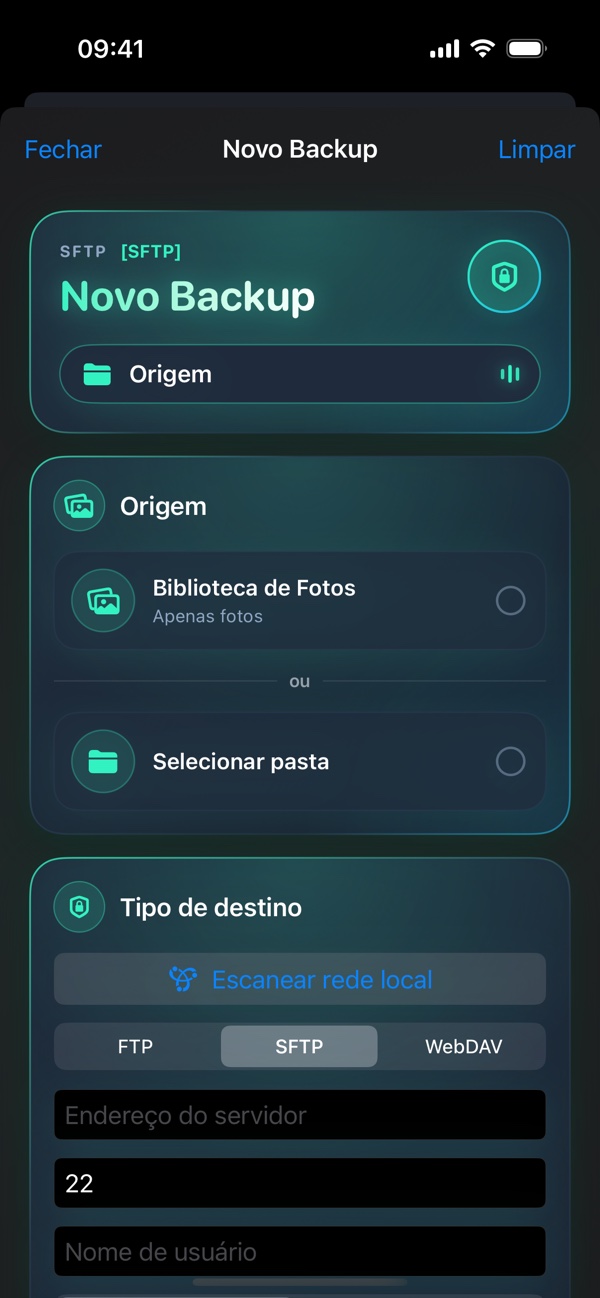 09:41
Fechar Novo Backup Limpar
SFTP [SFTP]
Novo Backup
Origem
Origem
Biblioteca de Fotos
Apenas fotos
ou
Selecionar pasta
Tipo de destino
Escanear rede local
FTP SFTP WebDAV
Endereço do servidor
22
Nome de usuário